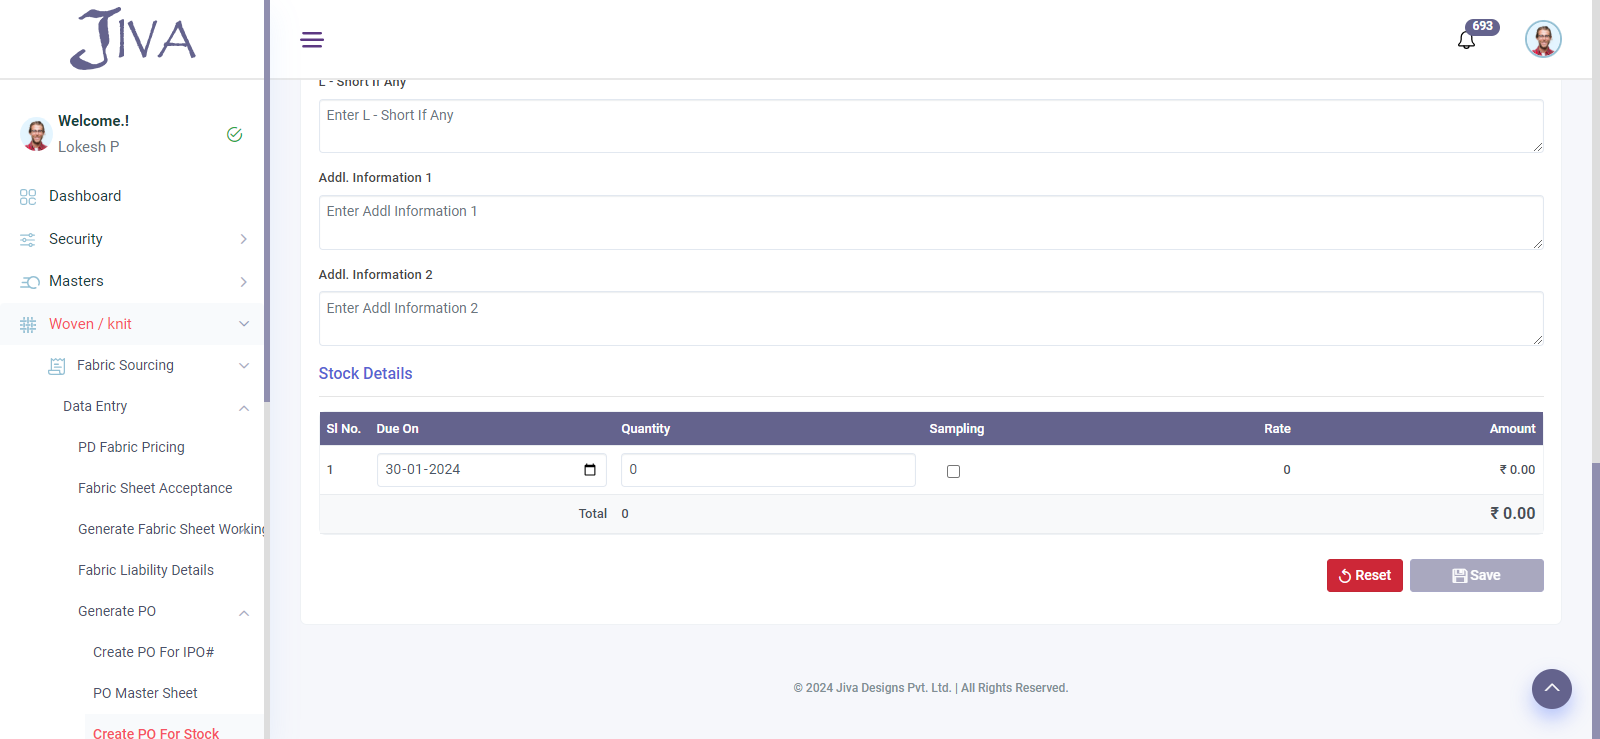 JIVA
693
Welcome.!
Lokesh P
Dashboard
Security
Masters
Woven / knit
Fabric Sourcing
Data Entry
PD Fabric Pricing
Fabric Sheet Acceptance
Generate Fabric Sheet Working
Fabric Liability Details
Generate PO
Create PO For IPO#
PO Master Sheet
Create PO For Stock
L - Short If Any
Enter L - Short If Any
Addl. Information 1
Enter Addl Information 1
Addl. Information 2
Enter Addl Information 2
Stock Details
Sl No. Due On Quantity Sampling Rate Amount
1 30-01-2024 0 0 ₹ 0.00
Total 0 ₹ 0.00
Reset Save
© 2024 Jiva Designs Pvt. Ltd. | All Rights Reserved.